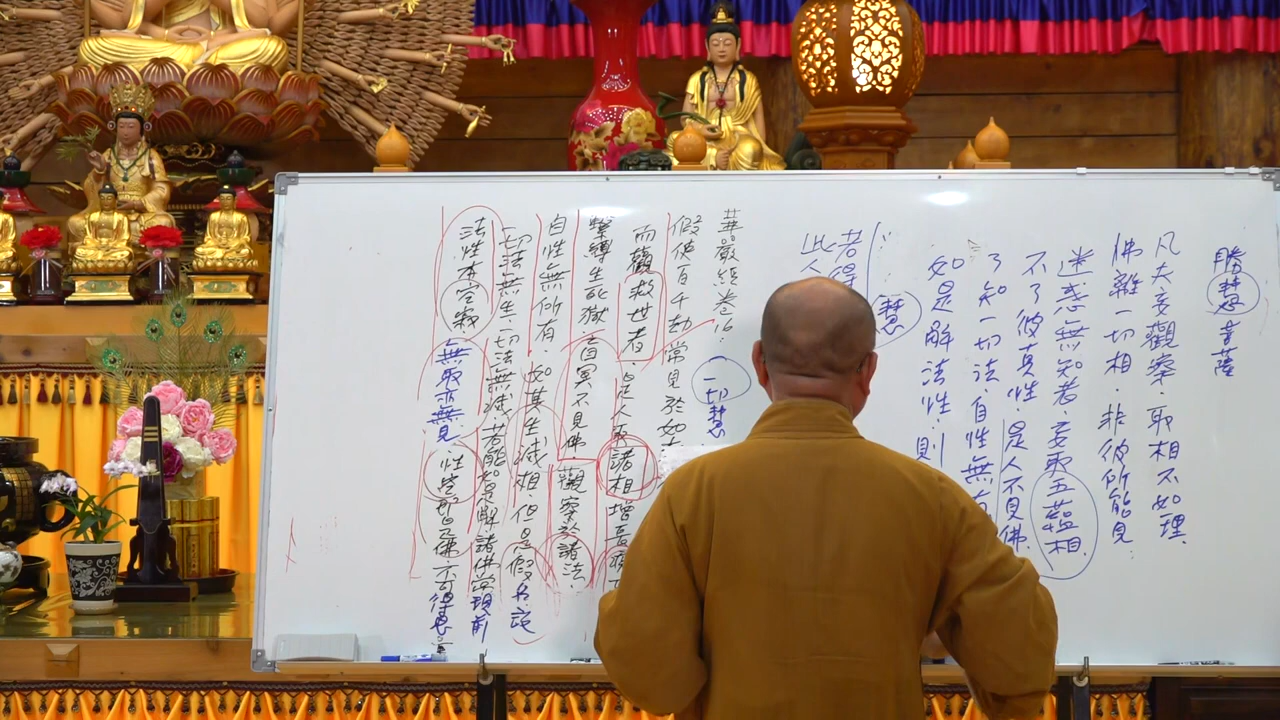 勝慧菩薩
凡夫妄觀察.取相不如理.
佛離一切相.非彼所能見.
迷惑無知者.妄取五蘊相.
不了彼真性.是人不見佛.
了知一切法.自性無
如是解法性.則
慧
若得
此人
華嚴經卷16.
一切慧
假使百千劫常見於如
而觀救世者.是人取諸相增長癡
繫縛生死獄盲冥不見佛觀察於諸法.
自性無所有.如其生滅相.但是假名說
一切法無生一切法無滅.若能如是解諸佛常現前
法性本空寂無取亦無見性空即是佛不可得思